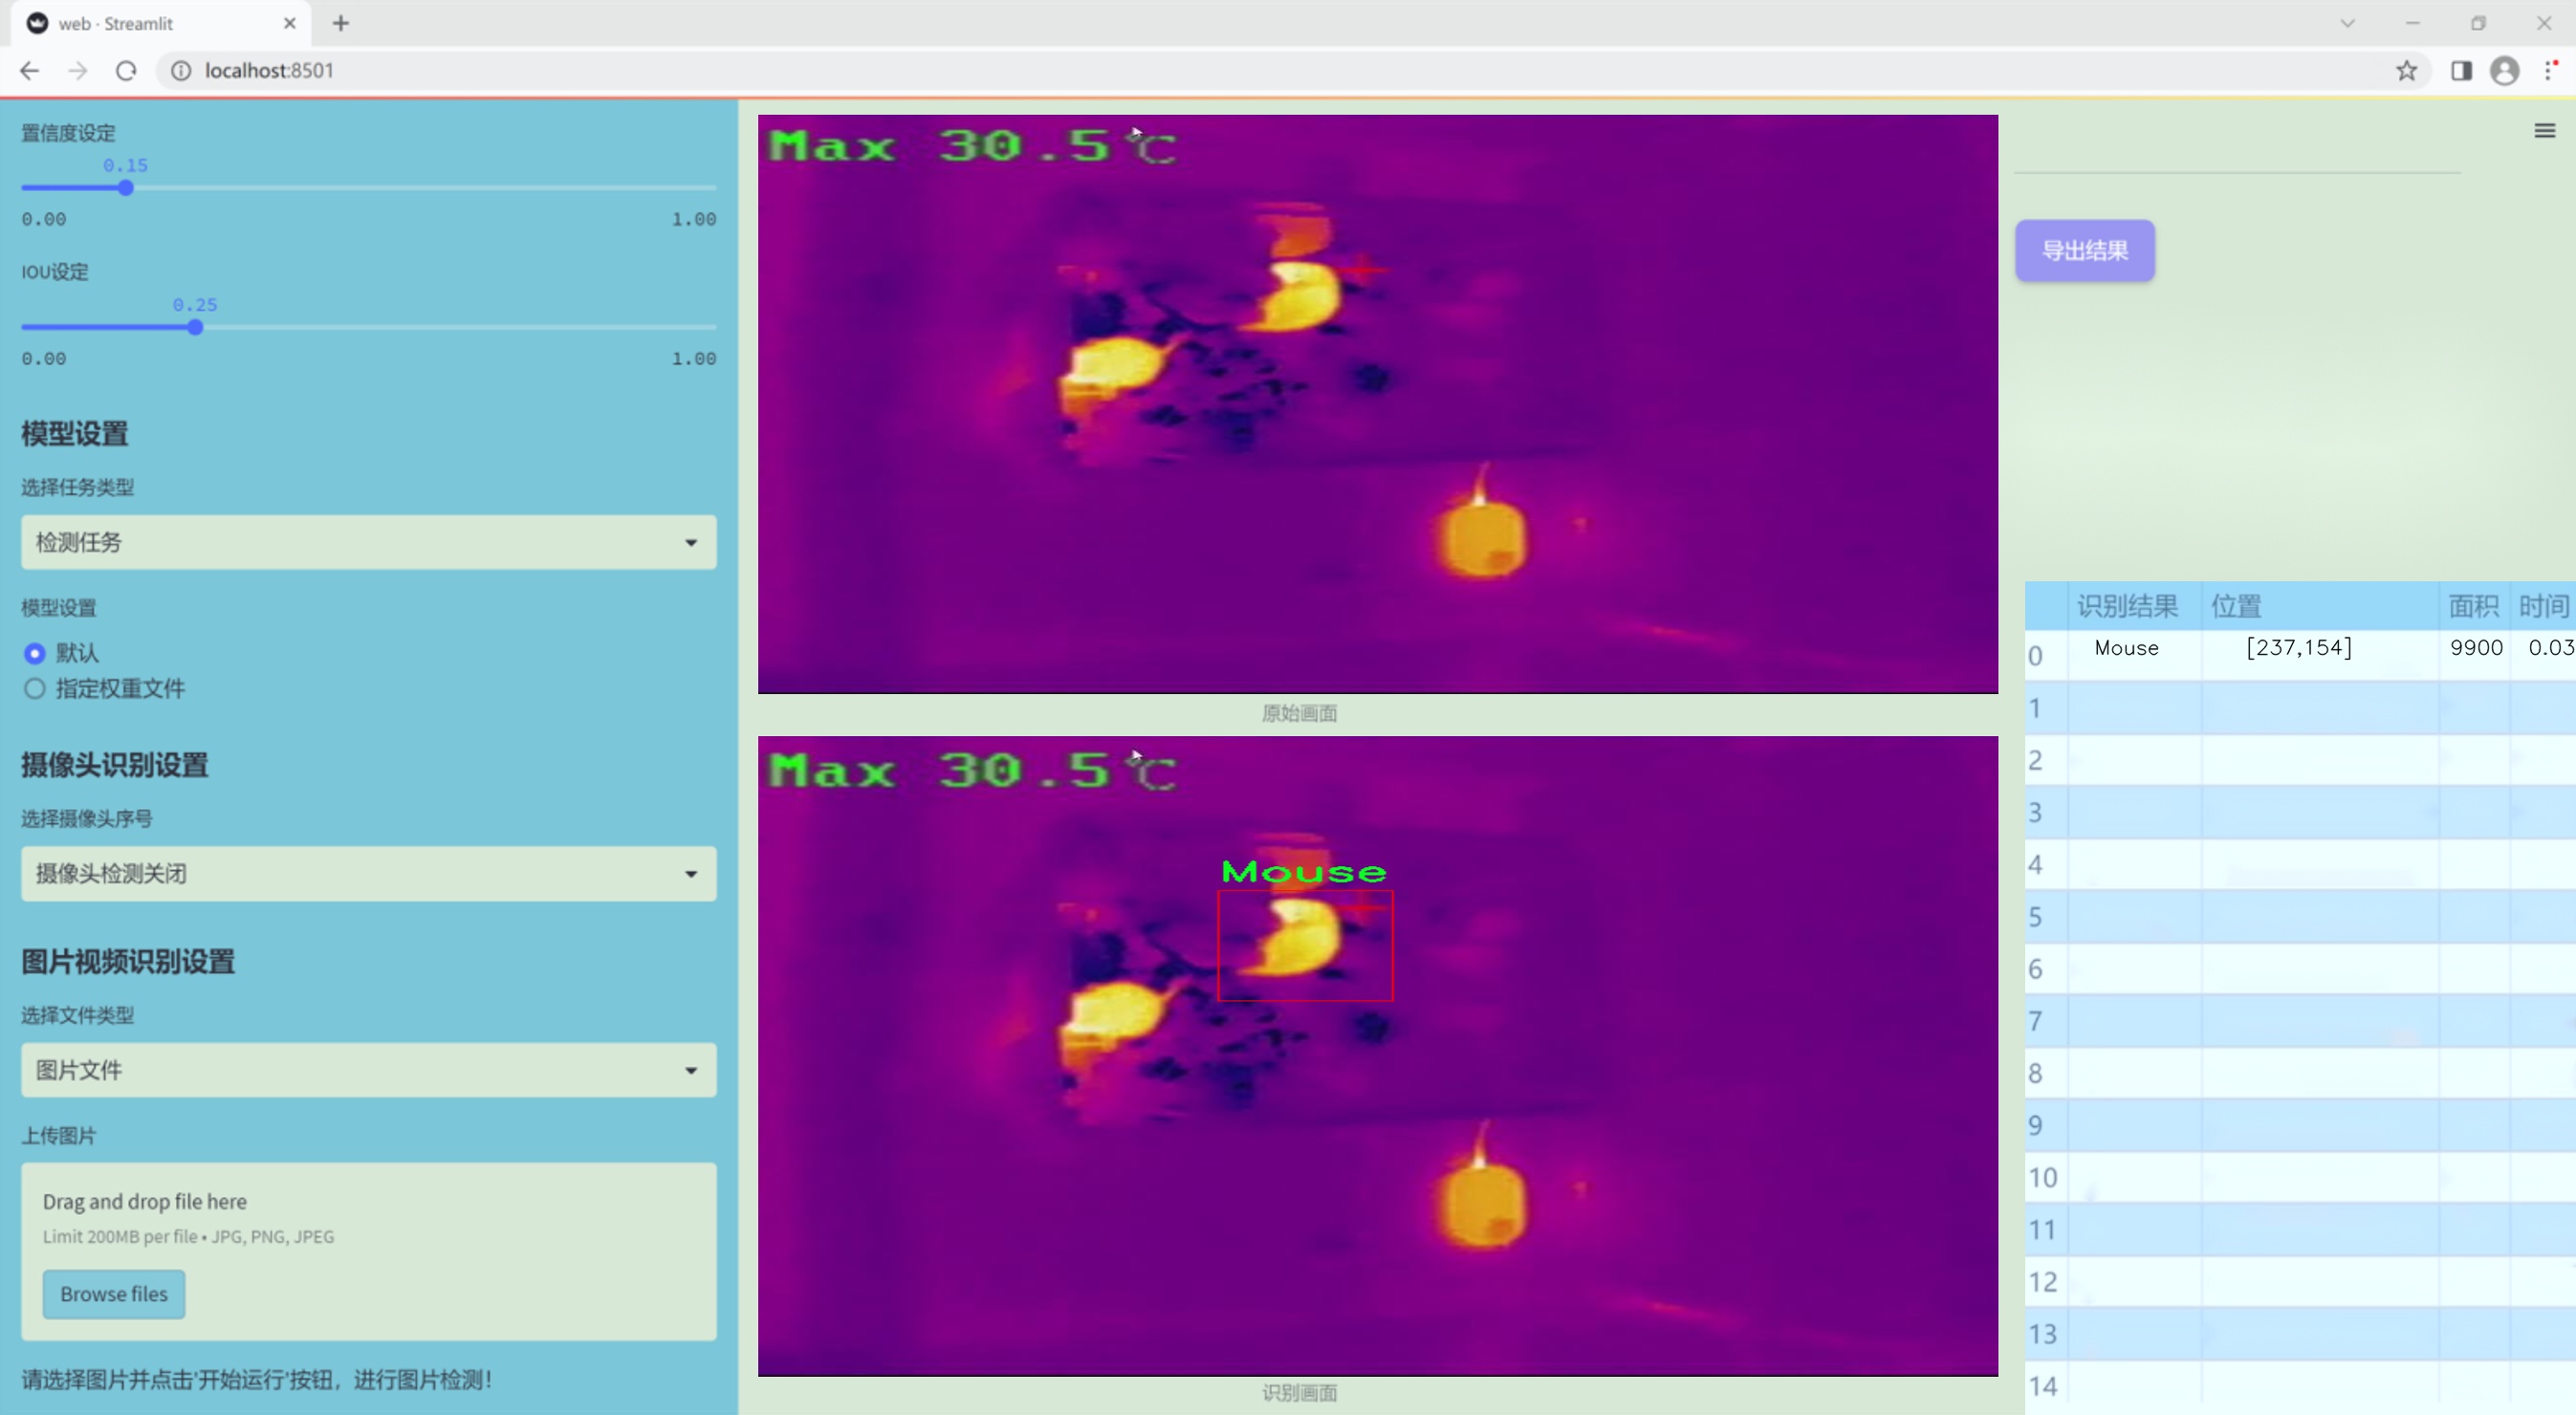 web · Streamlit
localhost:8501
置信度设定
0.15
0.00 1.00
IOU设定
0.25
0.00 1.00
模型设置
选择任务类型
检测任务
模型设置
默认
指定权重文件
摄像头识别设置
选择摄像头序号
摄像头检测关闭
图片视频识别设置
选择文件类型
图片文件
上传图片
Drag and drop file here
Limit 200MB per file • JPG, PNG, JPEG
Browse files
请选择图片并点击'开始运行'按钮，进行图片检测！
Max 30.5℃
原始画面
Max 30.5℃
Mouse
识别画面
导出结果
识别结果 位置 面积 时间
0 Mouse [237,154] 9900 0.03
1
2
3
4
5
6
7
8
9
10
11
12
13
14